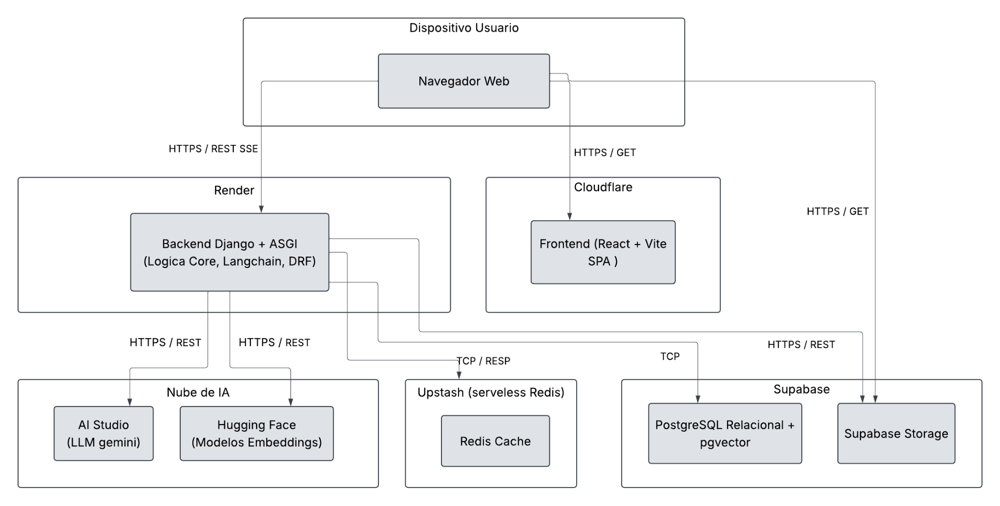 Dispositivo Usuario
Navegador Web
HTTPS / REST SSE
HTTPS / GET
Render
Cloudflare
HTTPS / GET
Backend Django + ASGI
(Logica Core, Langchain, DRF)
Frontend (React + Vite
SPA )
HTTPS / REST
HTTPS / REST
HTTPS / REST
TCP / RESP
TCP
Nube de IA
Upstash (serveless Redis)
Supabase
AI Studio
(LLM gemini)
Hugging Face
(Modelos Embeddings)
Redis Cache
PostgreSQL Relacional +
pgvector
Supabase Storage